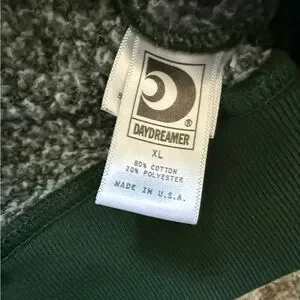 ®
DAYDREAMER
XL
80% COTTON
20% POLYESTER
MADE IN U.S.A.